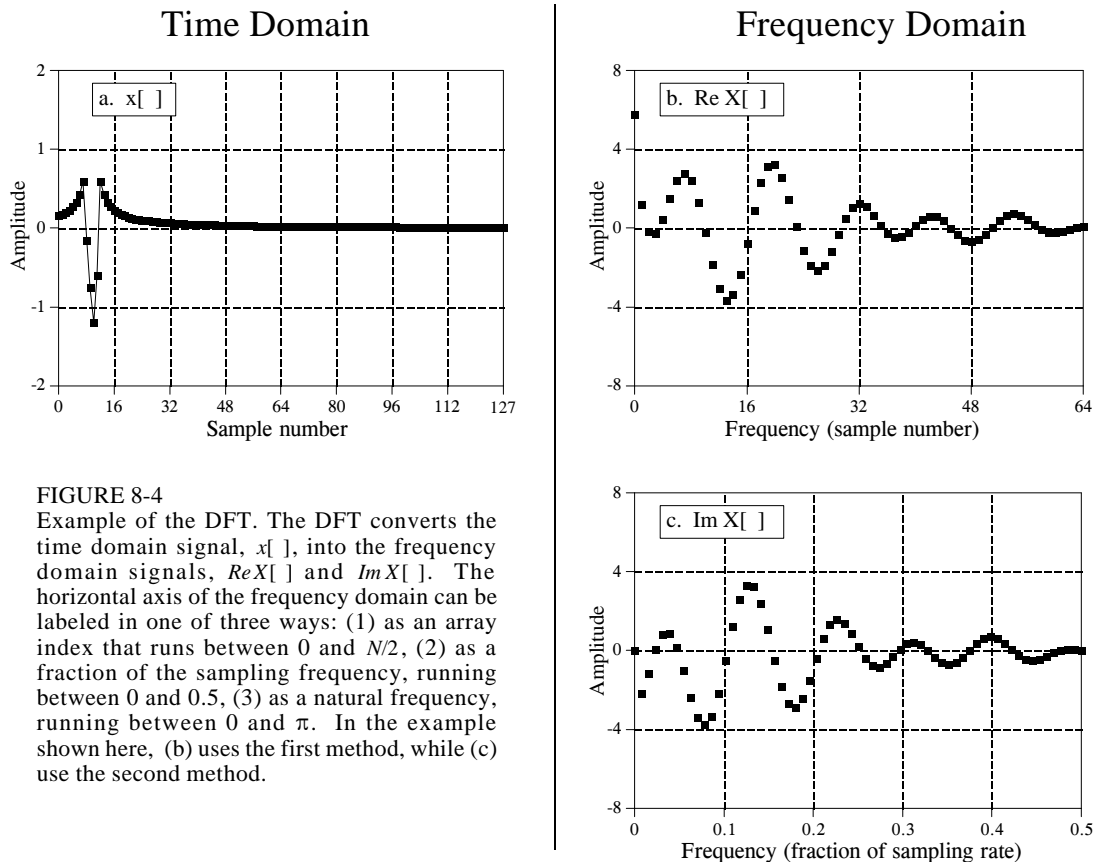 Time Domain
2
1
0
-1
-2
Amplitude
a. x[ ]
0 16 32 48 64 80 96 112 127
Sample number
FIGURE 8-4
Example of the DFT. The DFT converts the
time domain signal, x[ ], into the frequency
domain signals, ReX[ ] and ImX[ ]. The
horizontal axis of the frequency domain can be
labeled in one of three ways: (1) as an array
index that runs between 0 and N/2, (2) as a
fraction of the sampling frequency, running
between 0 and 0.5, (3) as a natural frequency,
running between 0 and π. In the example
shown here, (b) uses the first method, while (c)
use the second method.
Frequency Domain
8
4
0
-4
-8
Amplitude
b. Re X[ ]
0 16 32 48 64
Frequency (sample number)
8
4
0
-4
-8
Amplitude
c. Im X[ ]
0 0.1 0.2 0.3 0.4 0.5
Frequency (fraction of sampling rate)